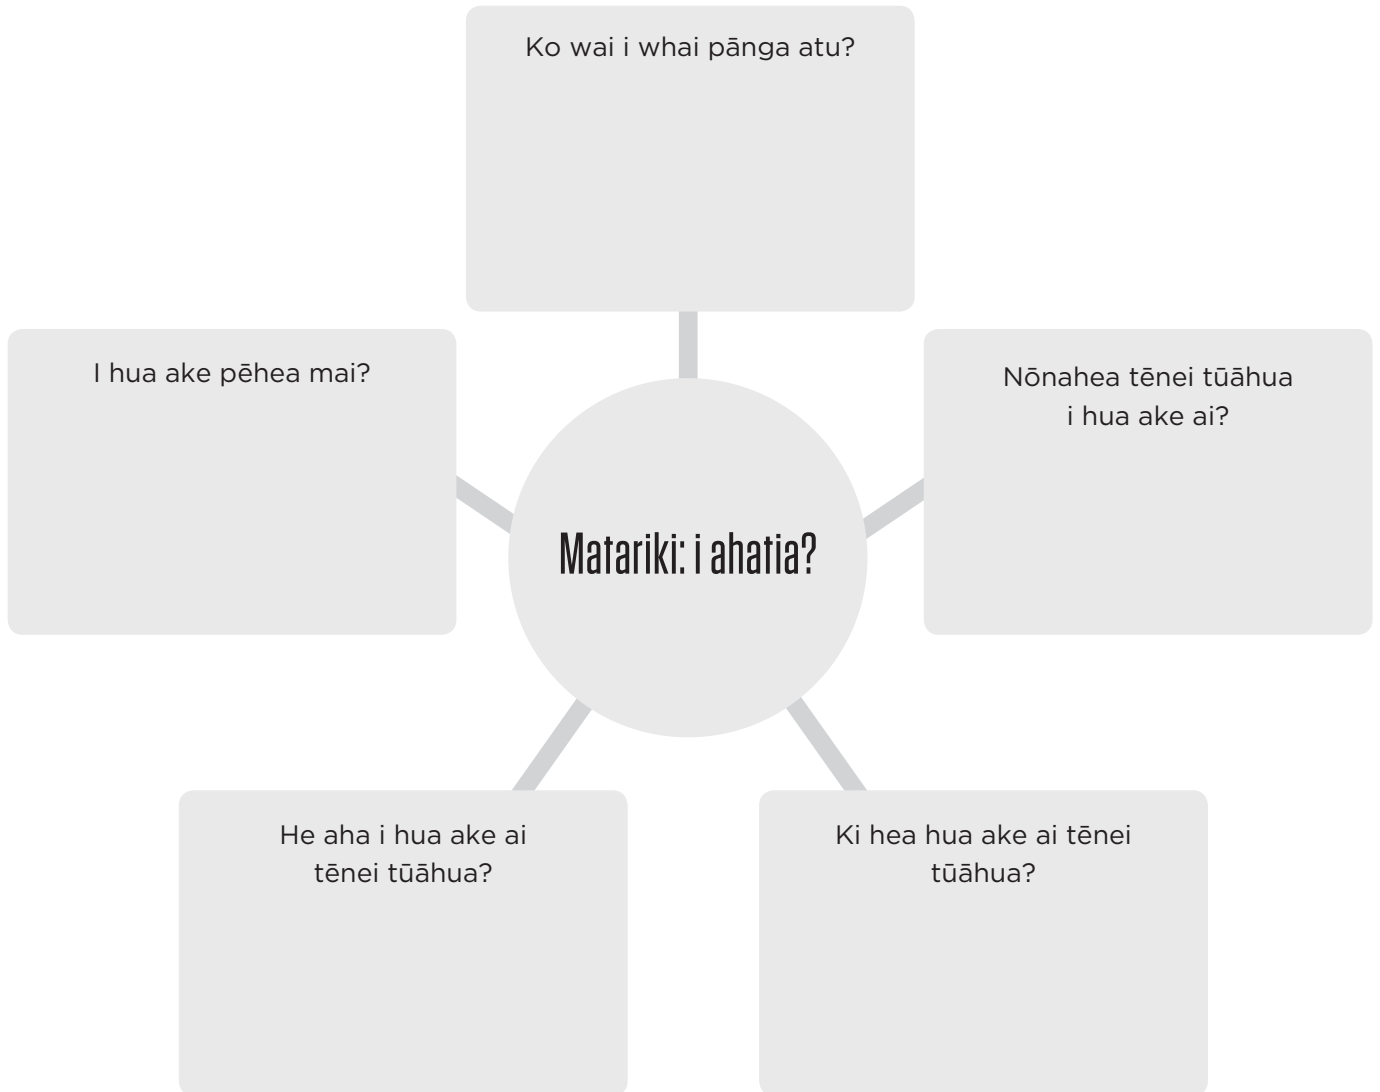 Ko wai i whai pānga atu?
I hua ake pēhea mai?
Nōnahea tēnei tūāhua
i hua ake ai?
Matariki: i ahatia?
He aha i hua ake ai
tēnei tūāhua?
Ki hea hua ake ai tēnei
tūāhua?